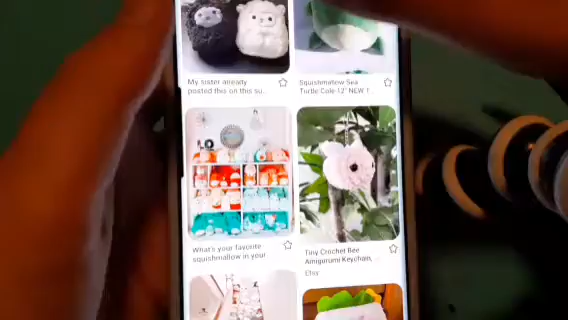 My sister already
posted this on this su...
Squishmallow Sea
Turtle Cole 12" NEW T
What's your favorite
squishmallow in your
Tiny Crochet Bee
Amigurumi Keychain, ...
Etsy